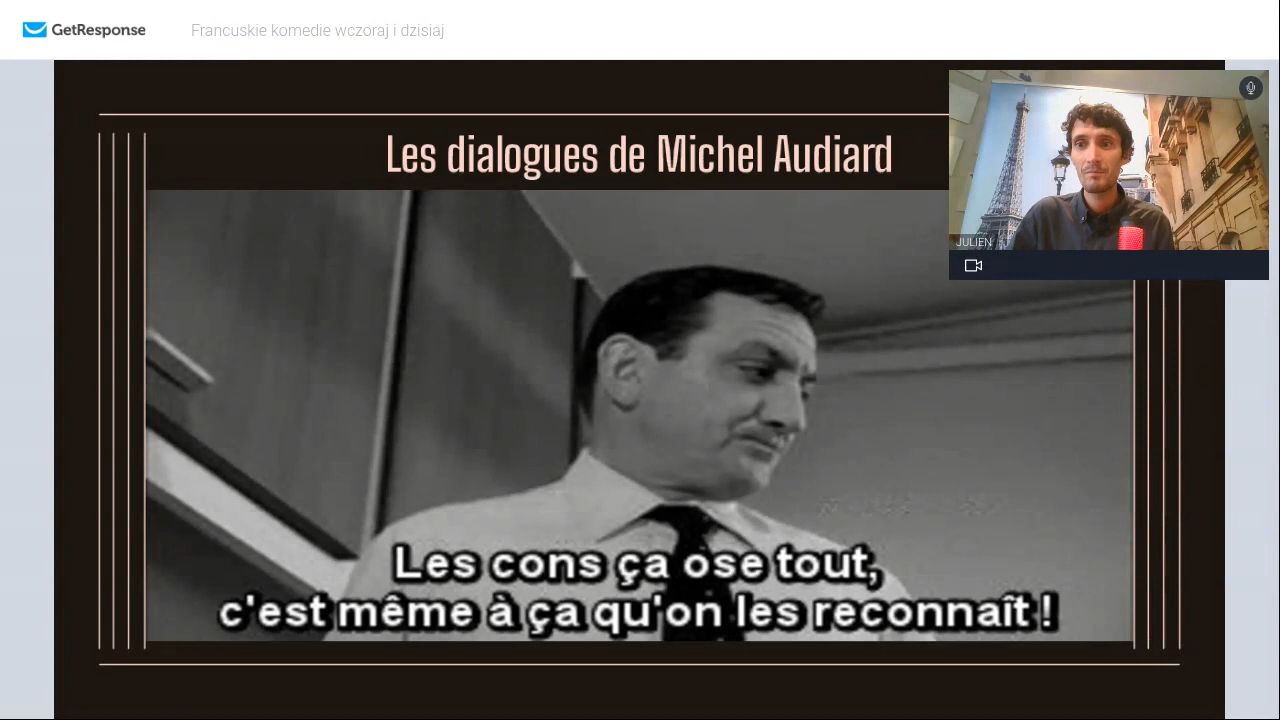 GetResponse
Francuskie komedie wczoraj i dzisiaj
Les dialogues de Michel Audiard
JULIEN
Les cons ça ose tout,
c'est même à ça qu'on les reconnaît !